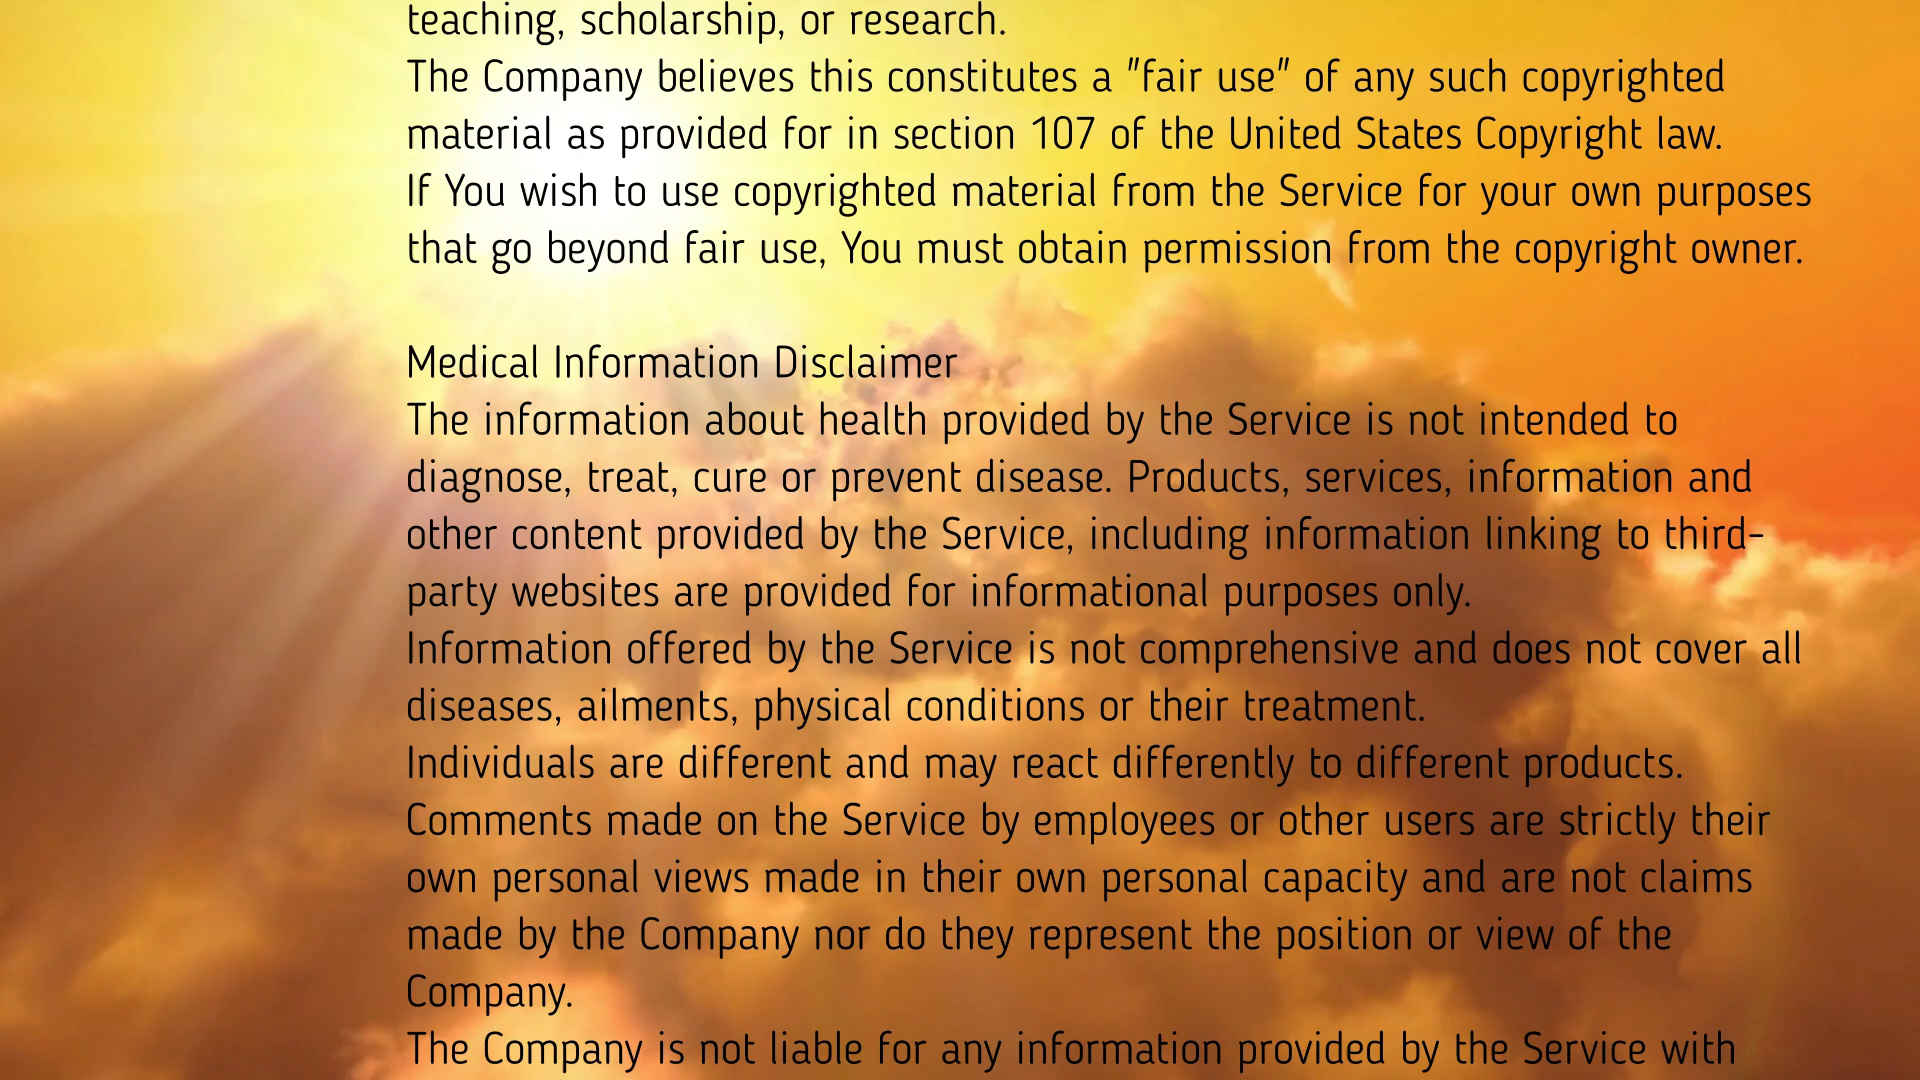 teaching, scholarship, or research.
The Company believes this constitutes a "fair use" of any such copyrighted
material as provided for in section 107 of the United States Copyright law.
If You wish to use copyrighted material from the Service for your own purposes
that go beyond fair use, You must obtain permission from the copyright owner.
Medical Information Disclaimer
The information about health provided by the Service is not intended to
diagnose, treat, cure or prevent disease. Products, services, information and
other content provided by the Service, including information linking to third-
party websites are provided for informational purposes only.
Information offered by the Service is not comprehensive and does not cover all
diseases, ailments, physical conditions or their treatment.
Individuals are different and may react differently to different products.
Comments made on the Service by employees or other users are strictly their
own personal views made in their own personal capacity and are not claims
made by the Company nor do they represent the position or view of the
Company.
The Company is not liable for any information provided by the Service with